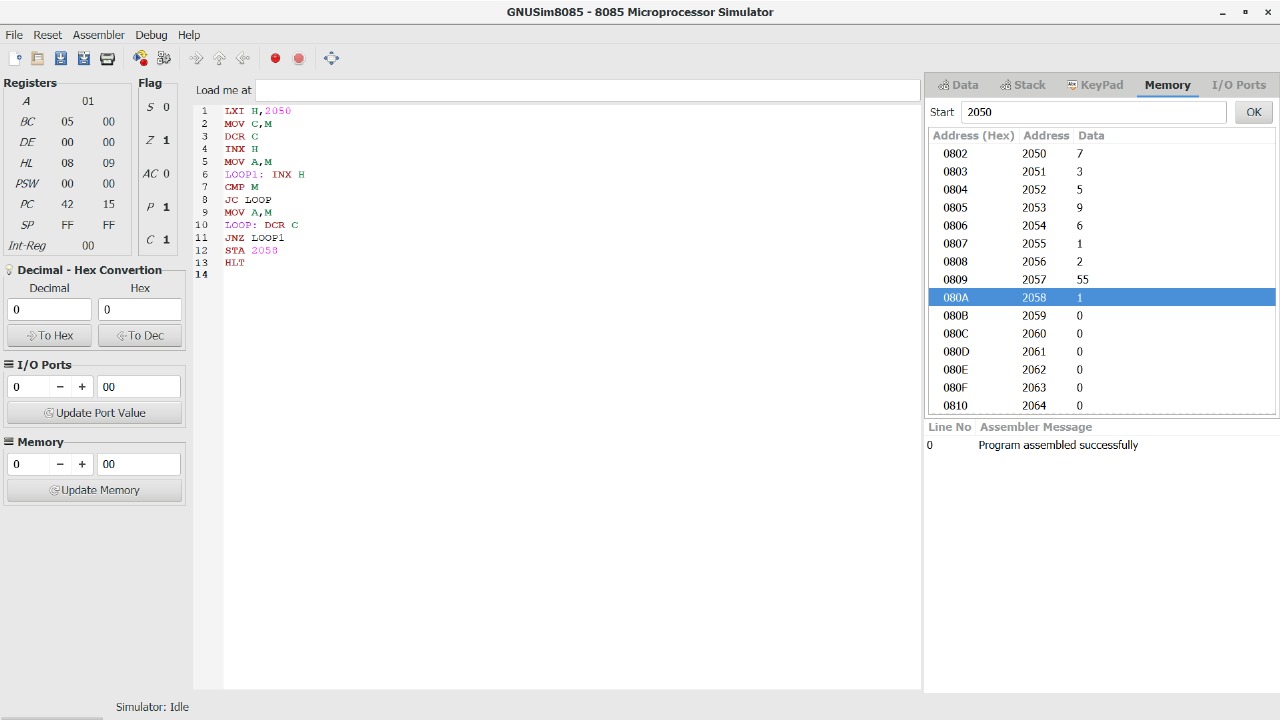 GNUSim8085 - 8085 Microprocessor Simulator
File Reset Assembler Debug Help
Registers
A 01
BC 05 00
DE 00 00
HL 08 09
PSW 00 00
PC 42 15
SP FF FF
Int-Reg 00
Flag
S 0
Z 1
AC 0
P 1
C 1
Decimal - Hex Convertion
Decimal Hex
0 0
To Hex To Dec
I/O Ports
0 − + 00
Update Port Value
Memory
0 − + 00
Update Memory
Load me at
1 LXI H,2050
2 MOV C,M
3 DCR C
4 INX H
5 MOV A,M
6 LOOP1: INX H
7 CMP M
8 JC LOOP
9 MOV A,M
10 LOOP: DCR C
11 JNZ LOOP1
12 STA 2058
13 HLT
14
Data Stack KeyPad Memory I/O Ports
Start 2050 OK
Address (Hex) Address Data
0802 2050 7
0803 2051 3
0804 2052 5
0805 2053 9
0806 2054 6
0807 2055 1
0808 2056 2
0809 2057 55
080A 2058 1
080B 2059 0
080C 2060 0
080D 2061 0
080E 2062 0
080F 2063 0
0810 2064 0
Line No Assembler Message
0 Program assembled successfully
Simulator: Idle